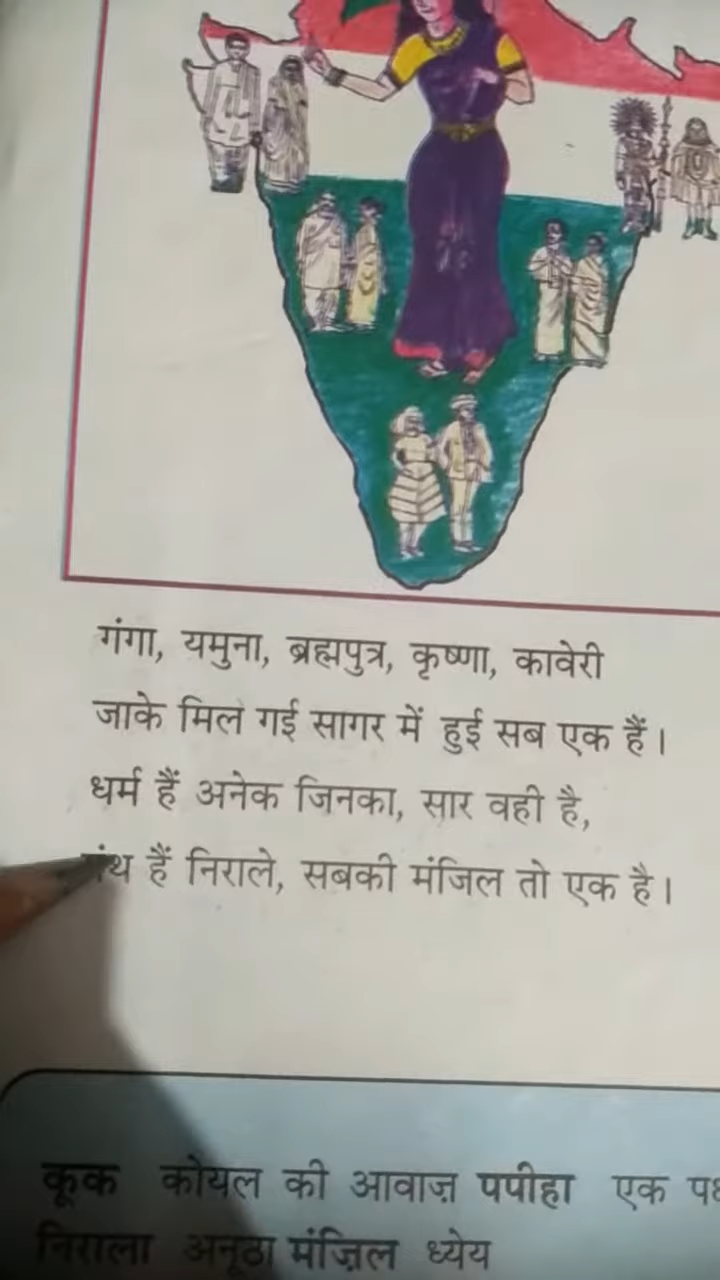 गंगा, यमुना, ब्रह्मपुत्र, कृष्णा, कावेरी
जाके मिल गई सागर में हुई सब एक हैं।
धर्म हैं अनेक जिनका, सार वही है,
पंथ हैं निराले, सबकी मंजिल तो एक है।
कूक कोयल की आवाज़ पपीहा एक
निराला अनूठा मंज़िल ध्येय